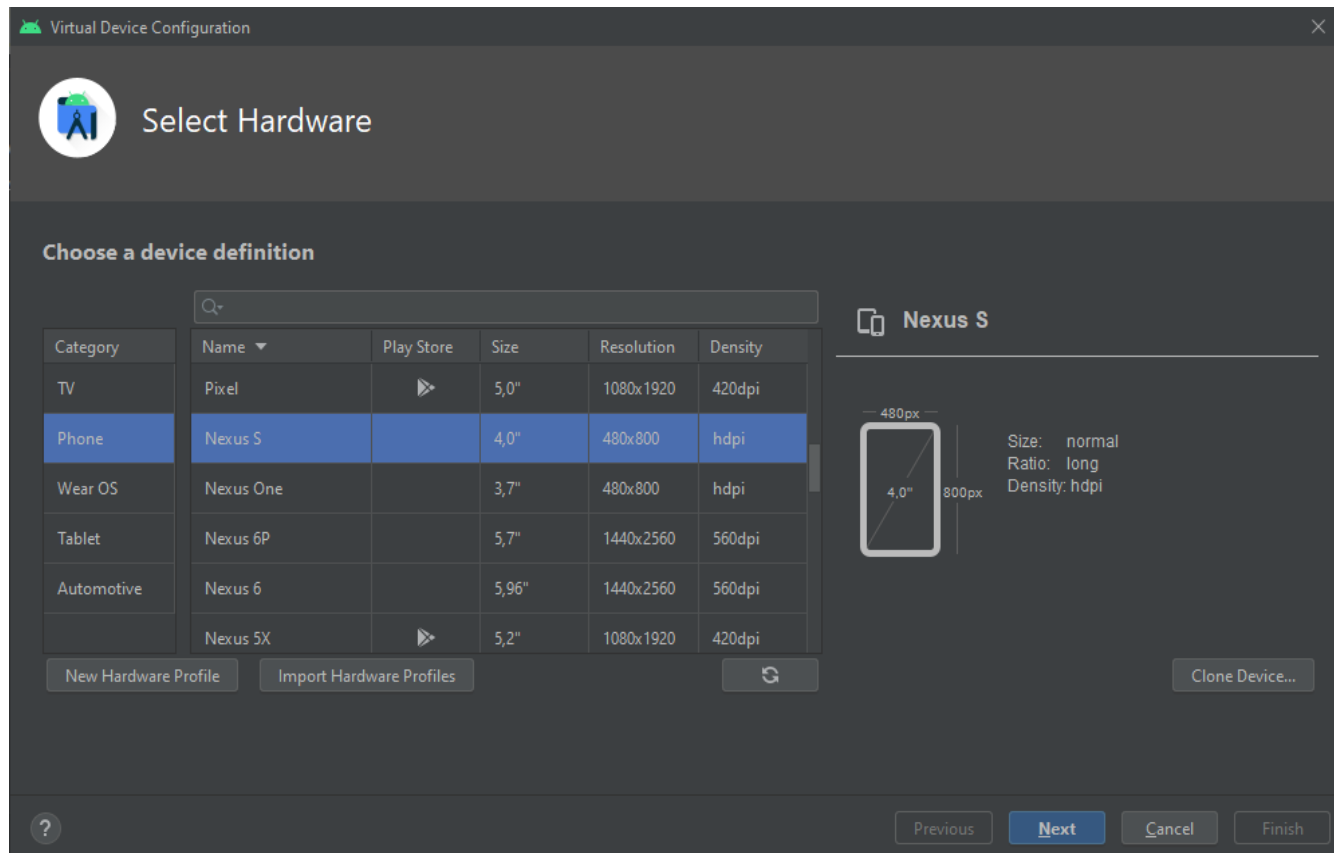 Virtual Device Configuration
Select Hardware
Choose a device definition
Category
TV
Phone
Wear OS
Tablet
Automotive
Name Play Store Size Resolution Density
Pixel 5,0" 1080x1920 420dpi
Nexus S 4,0" 480x800 hdpi
Nexus One 3,7" 480x800 hdpi
Nexus 6P 5,7" 1440x2560 560dpi
Nexus 6 5,96" 1440x2560 560dpi
Nexus 5X 5,2" 1080x1920 420dpi
Nexus S
480px
4,0" 800px
Size: normal
Ratio: long
Density: hdpi
New Hardware Profile Import Hardware Profiles Clone Device...
? Previous Next Cancel Finish